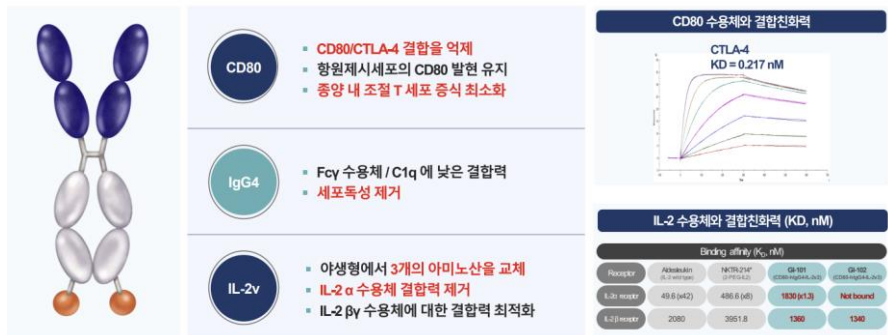 CD80
CD80/CTLA-4 결합을 억제
항원제시세포의 CD80 발현 유지
종양 내 조절 T 세포 증식 최소화
IgG4
Fcγ 수용체 / C1q 에 낮은 결합력
세포독성 제거
IL-2v
야생형에서 3개의 아미노산을 교체
IL-2 α 수용체 결합력 제거
IL-2 βγ 수용체에 대한 결합력 최적화
CD80 수용체와 결합친화력
CTLA-4
KD = 0.217 nM
IL-2 수용체와 결합친화력 (KD, nM)
Binding affinity (KD, nM)
Receptor Aldesleukin NKTR-214* GI-101 GI-102
IL-2α receptor 49.6 (x42) 486.6 (x8) 1830 (x1.3) Not bound
IL-2 β receptor 2080 3951.8 1360 1340